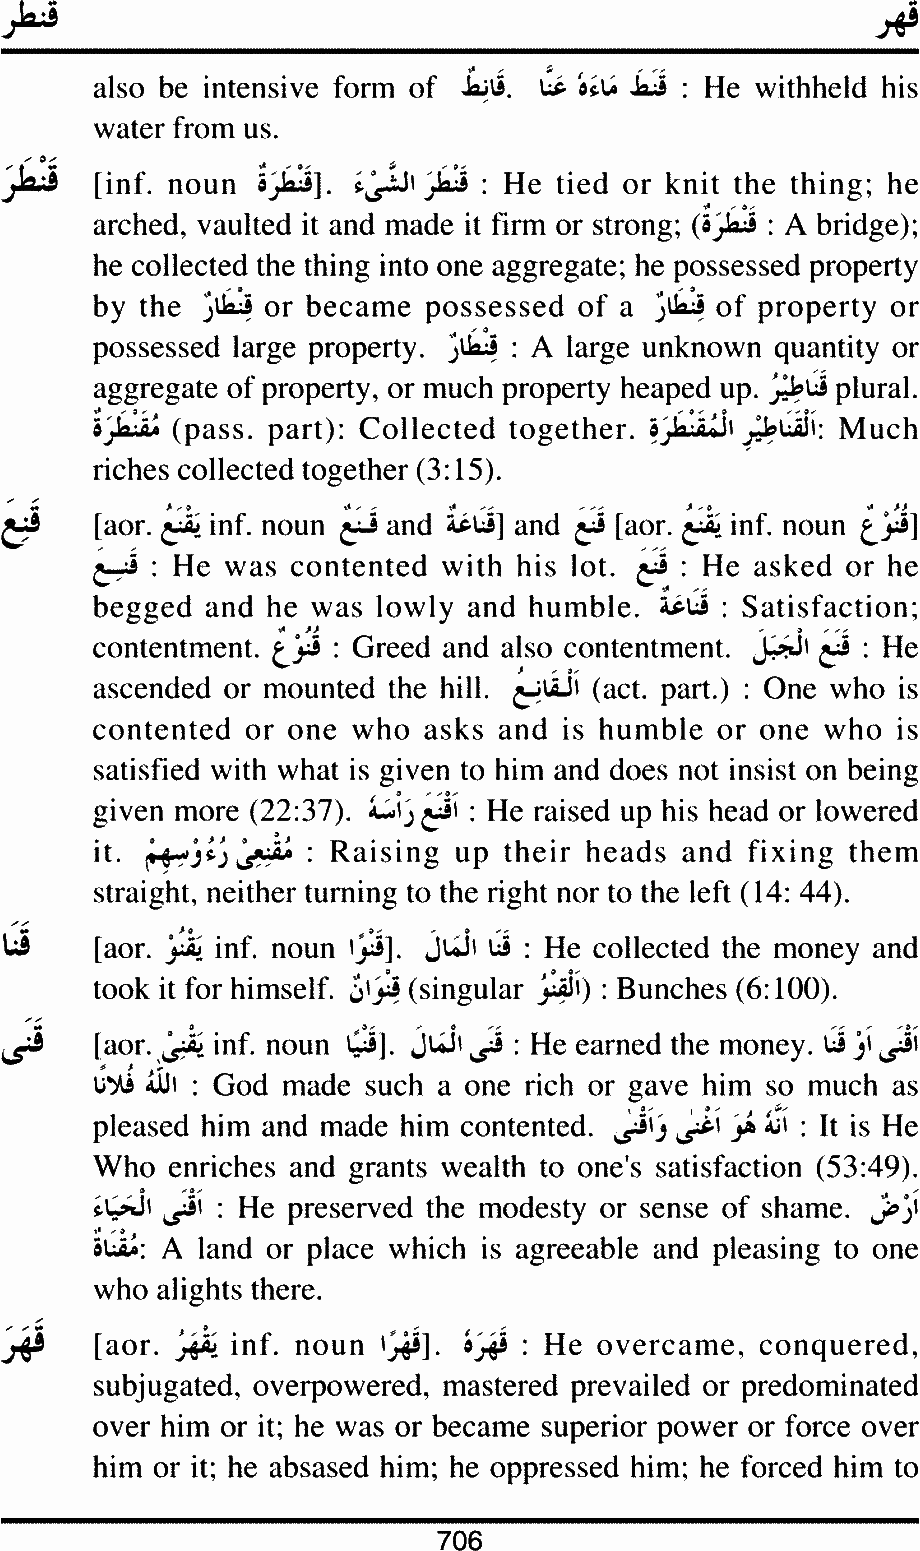 قنطر قهر
also be intensive form of قَانِطٌ. قَنَطَ مَاءَهٗ عَنَّا : He withheld his
water from us.
قَنْطَرَ [inf. noun قَنْطَرَةٌ]. قَنْطَرَ الشَّیْءَ : He tied or knit the thing; he
arched, vaulted it and made it firm or strong; (قَنْطَرَةٌ : A bridge);
he collected the thing into one aggregate; he possessed property
by the قِنْطَارٌ or became possessed of a قِنْطَارٌ of property or
possessed large property. قِنْطَارٌ : A large unknown quantity or
aggregate of property, or much property heaped up. قَنَاطِیْرُ plural.
مُقَنْطَرَةٌ (pass. part): Collected together. اَلْقَنَاطِیْرِ الْمُقَنْطَرَةِ: Much
riches collected together (3:15).
قَنِعَ [aor. یَقْنَعُ inf. noun قَنَعٌ and قَنَاعَةٌ] and قَنَعَ [aor. یَقْنَعُ inf. noun قُنُوْعٌ]
قَنِعَ : He was contented with his lot. قَنَعَ : He asked or he
begged and he was lowly and humble. قَنَاعَةٌ : Satisfaction;
contentment. قُنُوْعٌ : Greed and also contentment. قَنَعَ الْجَبَلَ : He
ascended or mounted the hill. اَلْقَانِعُ (act. part.) : One who is
contented or one who asks and is humble or one who is
satisfied with what is given to him and does not insist on being
given more (22:37). اَقْنَعَ رَاْسَهٗ : He raised up his head or lowered
it. مُقْنِعِیْ رُءُوْسِهِمْ : Raising up their heads and fixing them
straight, neither turning to the right nor to the left (14: 44).
قَنَا [aor. یَقْنُوْ inf. noun قَنْوًا]. قَنَا الْمَالَ : He collected the money and
took it for himself. قِنْوَانٌ (singular اَلْقِنْوُ) : Bunches (6:100).
قَنَی [aor. یَقْنِیْ inf. noun قَنْیًا]. قَنَی الْمَالَ : He earned the money. اَقْنَی اَوْ قَنَا
اللّٰهُ فُلَانًا : God made such a one rich or gave him so much as
pleased him and made him contented. اَنَّهٗ هُوَ اَغْنٰی وَاَقْنٰی : It is He
Who enriches and grants wealth to one's satisfaction (53:49).
اَقْنَی الْحَیَاءَ : He preserved the modesty or sense of shame. اَرْضٌ
مَقْنَاةٌ: A land or place which is agreeable and pleasing to one
who alights there.
قَهَرَ [aor. یَقْهَرُ inf. noun قَهْرًا]. قَهَرَهٗ : He overcame, conquered,
subjugated, overpowered, mastered prevailed or predominated
over him or it; he was or became superior power or force over
him or it; he absased him; he oppressed him; he forced him to
706